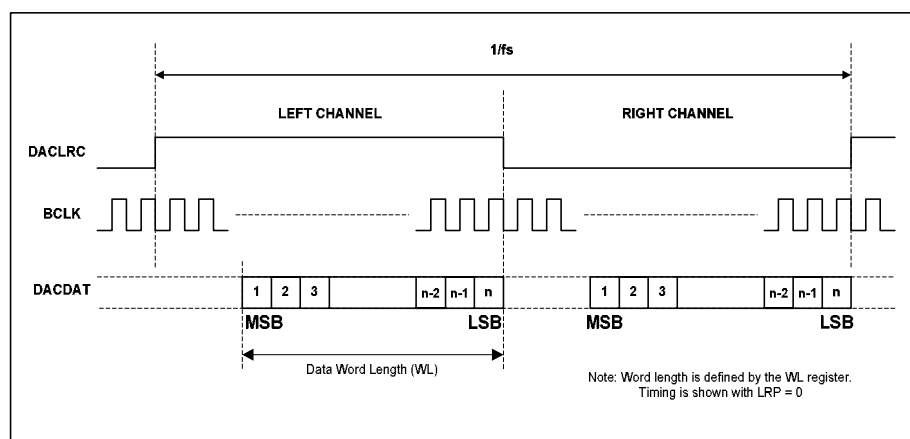 1/fs
LEFT CHANNEL RIGHT CHANNEL
DACLRC
BCLK
DACDAT 1 2 3 n-2 n-1 n 1 2 3 n-2 n-1 n
MSB LSB MSB LSB
Data Word Length (WL)
Note: Word length is defined by the WL register.
Timing is shown with LRP = 0